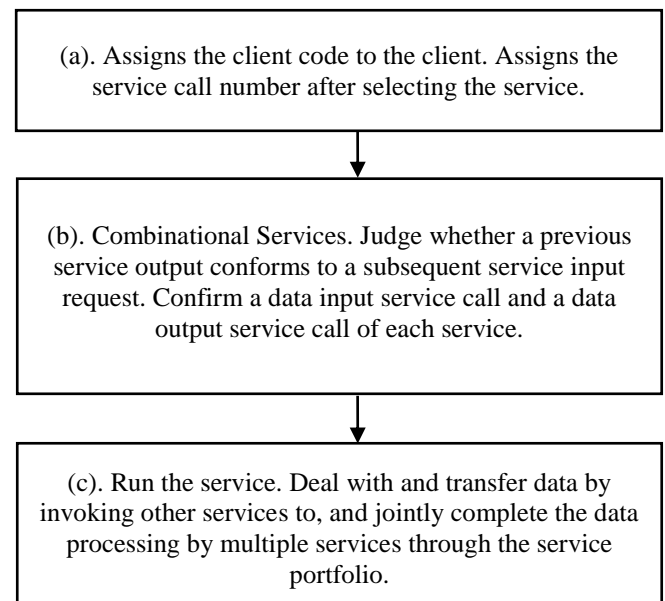 (a). Assigns the client code to the client. Assigns the
service call number after selecting the service.
(b). Combinational Services. Judge whether a previous
service output conforms to a subsequent service input
request. Confirm a data input service call and a data
output service call of each service.
(c). Run the service. Deal with and transfer data by
invoking other services to, and jointly complete the data
processing by multiple services through the service
portfolio.